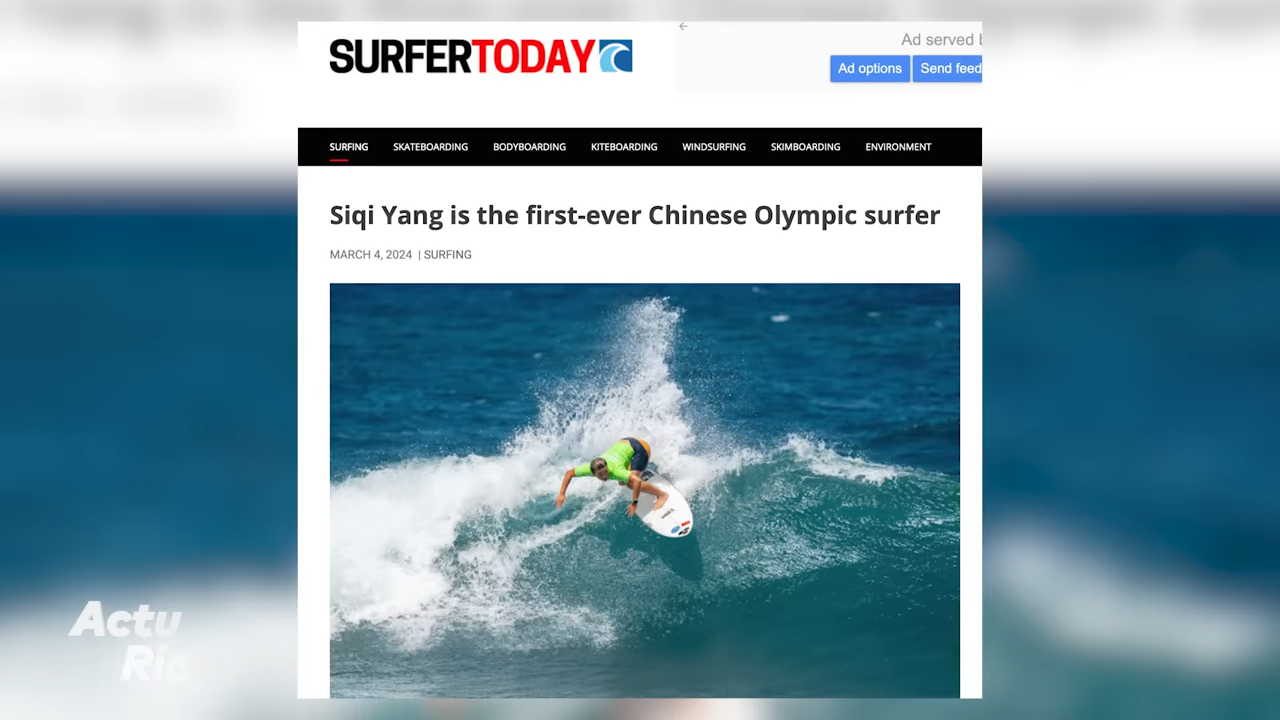 SURFERTODAY
Ad served b
Ad options
Send feed
SURFING
SKATEBOARDING
BODYBOARDING
KITEBOARDING
WINDSURFING
SKIMBOARDING
ENVIRONMENT
Siqi Yang is the first-ever Chinese Olympic surfer
MARCH 4, 2024 | SURFING
Actu